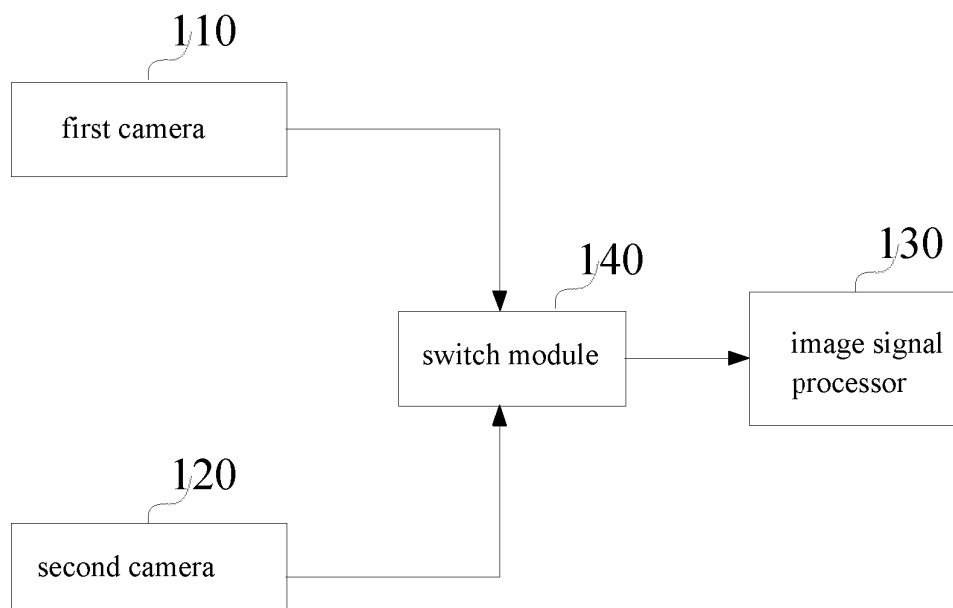 110
first camera
140
switch module
130
image signal
processor
120
second camera